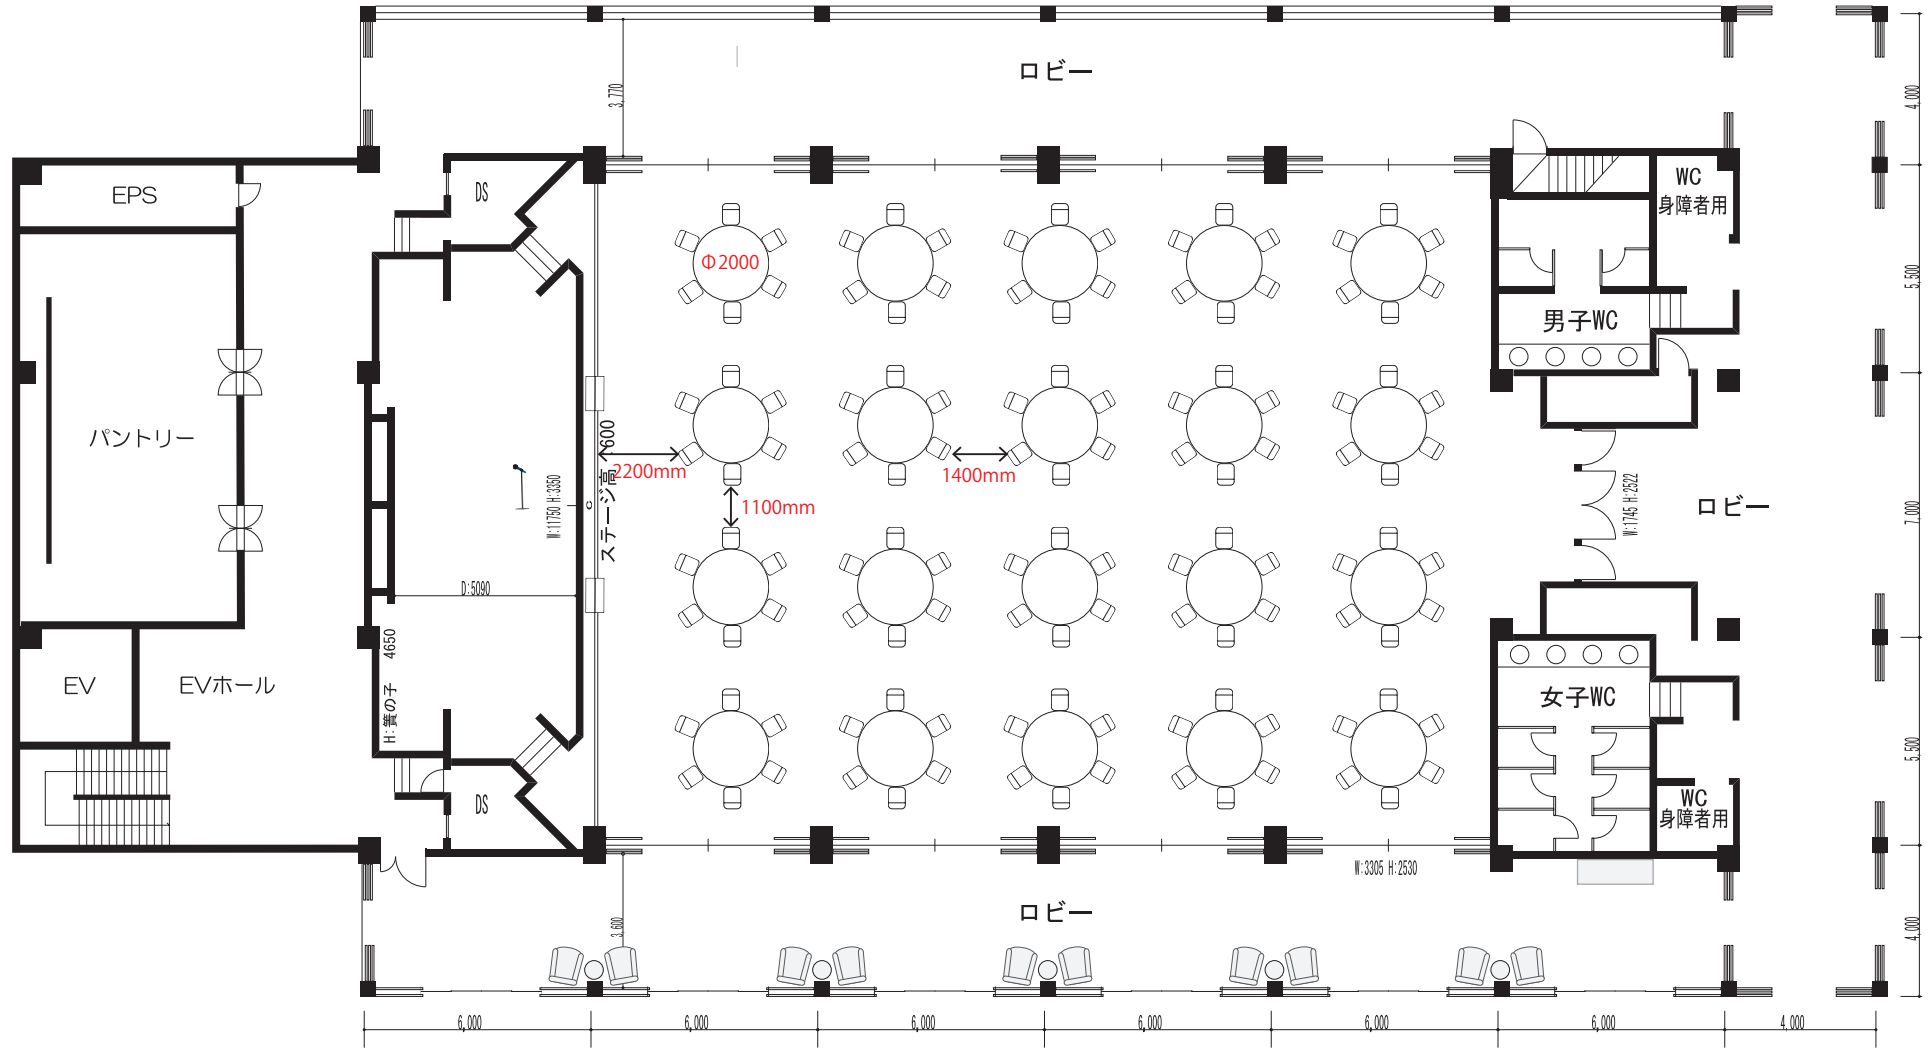 ロビー
3,770
4,000
EPS
DS
WC
身障者用
Φ2000
5,500
男子WC
パントリー
ステージ高 600
2200mm
1400mm
1100mm
W:11750 H:3350
W:1745 H:2522
ロビー
7,000
D:5090
H:簀の子 4650
EV
EVホール
女子WC
5,500
DS
WC
身障者用
W:3305 H:2530
ロビー
3,600
4,000
6,000
6,000
6,000
6,000
6,000
6,000
4,000